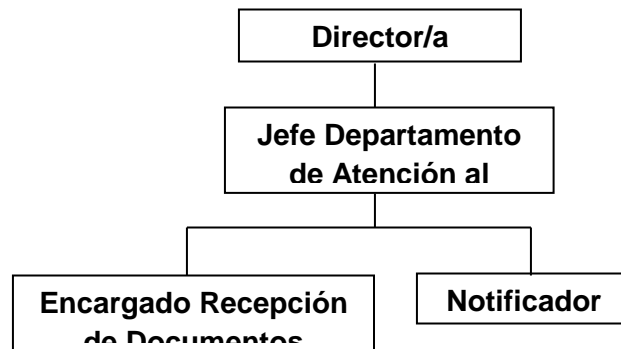 Director/a
Jefe Departamento
de Atención al
Encargado Recepción
de Documentos
Notificador